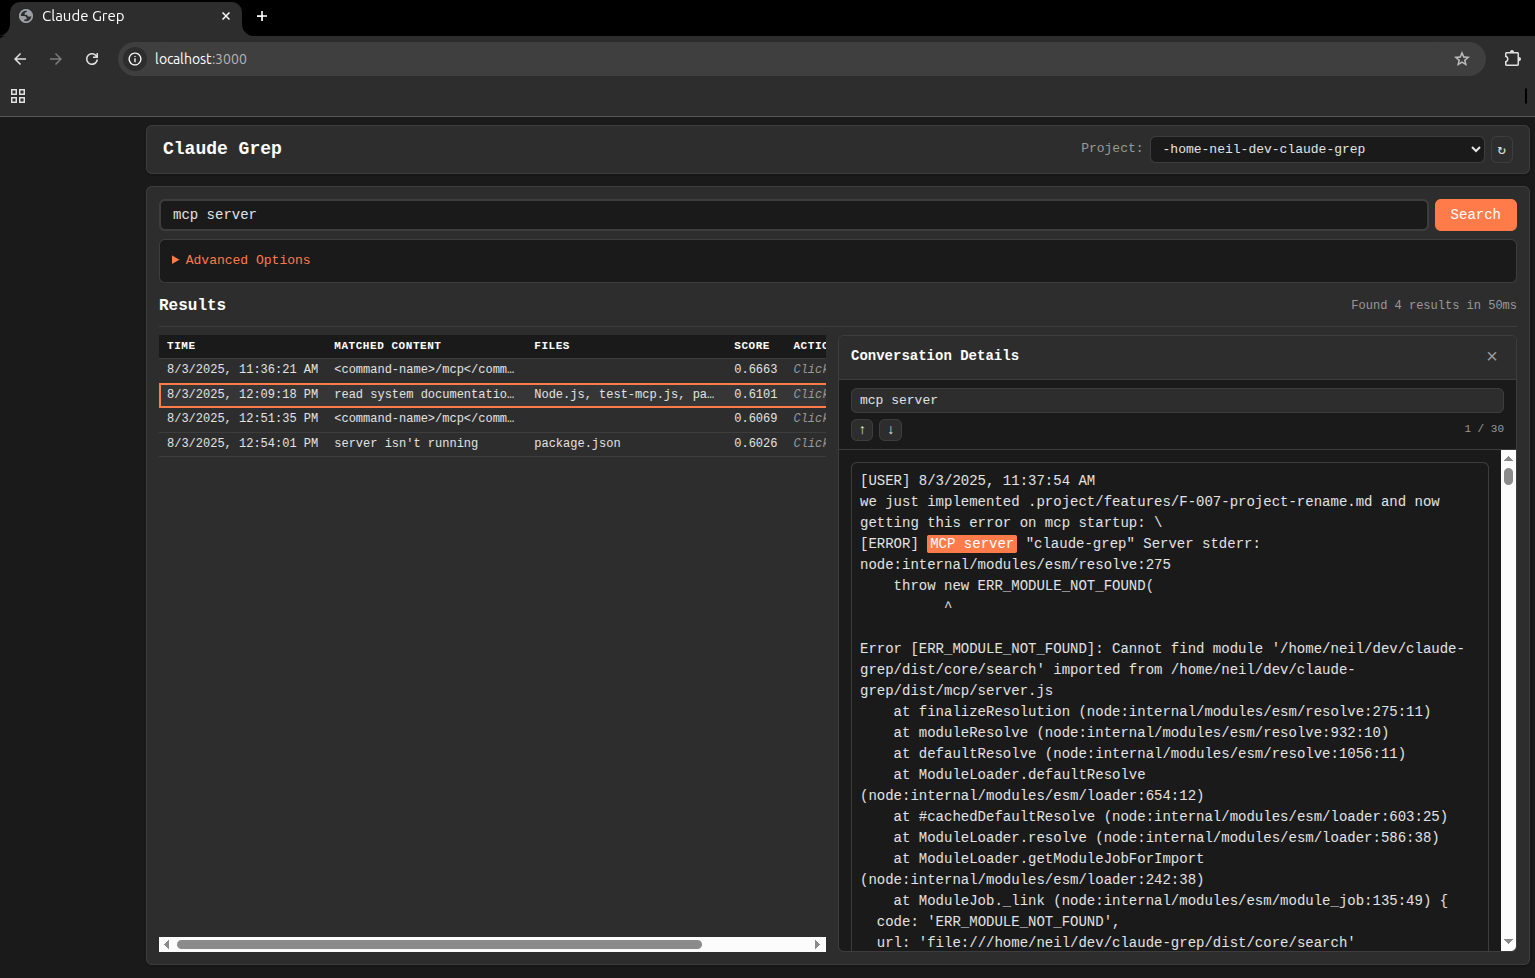 Claude Grep
localhost:3000
Claude Grep
Project: -home-neil-dev-claude-grep
mcp server
Search
Advanced Options
Results
Found 4 results in 50ms
TIME MATCHED CONTENT FILES SCORE ACTIC
8/3/2025, 11:36:21 AM <command-name>/mcp</comm… 0.6663 Click
8/3/2025, 12:09:18 PM read system documentatio… Node.js, test-mcp.js, pa… 0.6101 Click
8/3/2025, 12:51:35 PM <command-name>/mcp</comm… 0.6069 Click
8/3/2025, 12:54:01 PM server isn't running package.json 0.6026 Click
Conversation Details
mcp server
1 / 30
[USER] 8/3/2025, 11:37:54 AM
we just implemented .project/features/F-007-project-rename.md and now
getting this error on mcp startup: \
[ERROR] MCP server "claude-grep" Server stderr:
node:internal/modules/esm/resolve:275
throw new ERR_MODULE_NOT_FOUND(
^
Error [ERR_MODULE_NOT_FOUND]: Cannot find module '/home/neil/dev/claude-
grep/dist/core/search' imported from /home/neil/dev/claude-
grep/dist/mcp/server.js
at finalizeResolution (node:internal/modules/esm/resolve:275:11)
at moduleResolve (node:internal/modules/esm/resolve:932:10)
at defaultResolve (node:internal/modules/esm/resolve:1056:11)
at ModuleLoader.defaultResolve
(node:internal/modules/esm/loader:654:12)
at #cachedDefaultResolve (node:internal/modules/esm/loader:603:25)
at ModuleLoader.resolve (node:internal/modules/esm/loader:586:38)
at ModuleLoader.getModuleJobForImport
(node:internal/modules/esm/loader:242:38)
at ModuleJob._link (node:internal/modules/esm/module_job:135:49) {
code: 'ERR_MODULE_NOT_FOUND',
url: 'file:///home/neil/dev/claude-grep/dist/core/search'